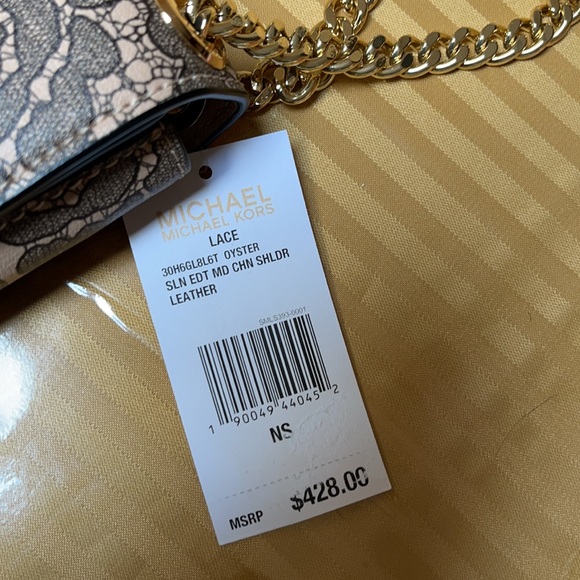 MICHAEL
MICHAEL KORS
LACE
30H6GL8L6T OYSTER
SLN EDT MD CHN SHLDR
LEATHER
SMLS393-0001
1 90049 44045 2
NS
MSRP $428.00